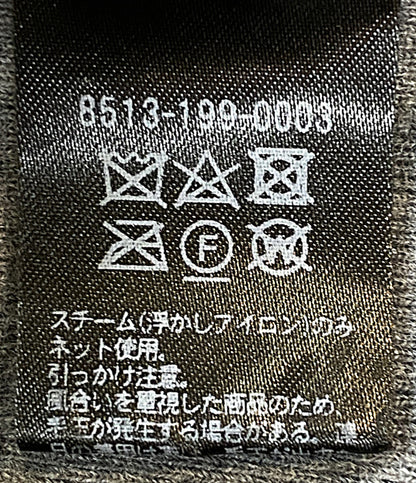 8513-199-0003
F W
スチーム(浮かしアイロン)のみ
ネット使用。
引っかけ注意。
風合いを重視した商品のため、
毛玉が発生する場合がある。